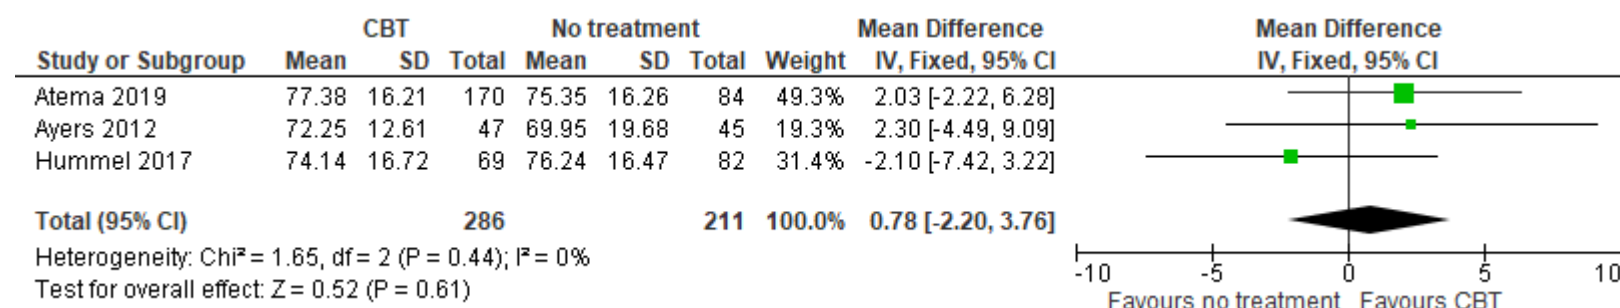 CBT No treatment Mean Difference Mean Difference
Study or Subgroup Mean SD Total Mean SD Total Weight IV, Fixed, 95% CI IV, Fixed, 95% CI
Atema 2019 77.38 16.21 170 75.35 16.26 84 49.3% 2.03 [-2.22, 6.28]
Ayers 2012 72.25 12.61 47 69.95 19.68 45 19.3% 2.30 [-4.49, 9.09]
Hummel 2017 74.14 16.72 69 76.24 16.47 82 31.4% -2.10 [-7.42, 3.22]
Total (95% CI) 286 211 100.0% 0.78 [-2.20, 3.76]
Heterogeneity: Chi² = 1.65, df = 2 (P = 0.44); I² = 0%
Test for overall effect: Z = 0.52 (P = 0.61)
-10 -5 0 5 10
Favours no treatment Favours CBT